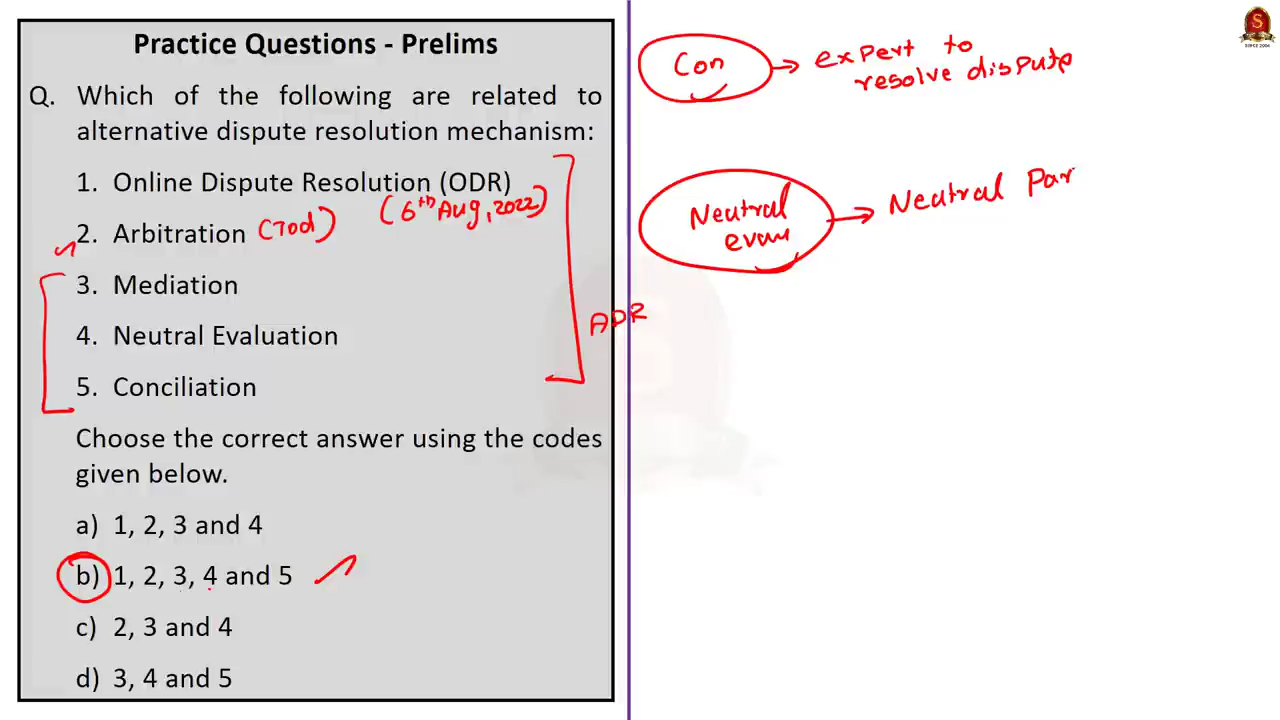 Practice Questions - Prelims
Q. Which of the following are related to
alternative dispute resolution mechanism:
1. Online Dispute Resolution (ODR)
(6th Aug, 2022)
2. Arbitration (Tod)
3. Mediation
4. Neutral Evaluation
5. Conciliation
ADR
Choose the correct answer using the codes
given below.
a) 1, 2, 3 and 4
b) 1, 2, 3, 4 and 5
c) 2, 3 and 4
d) 3, 4 and 5
Con
expert to
resolve dispute
Neutral
Neutral Par
S
SINCE 2004